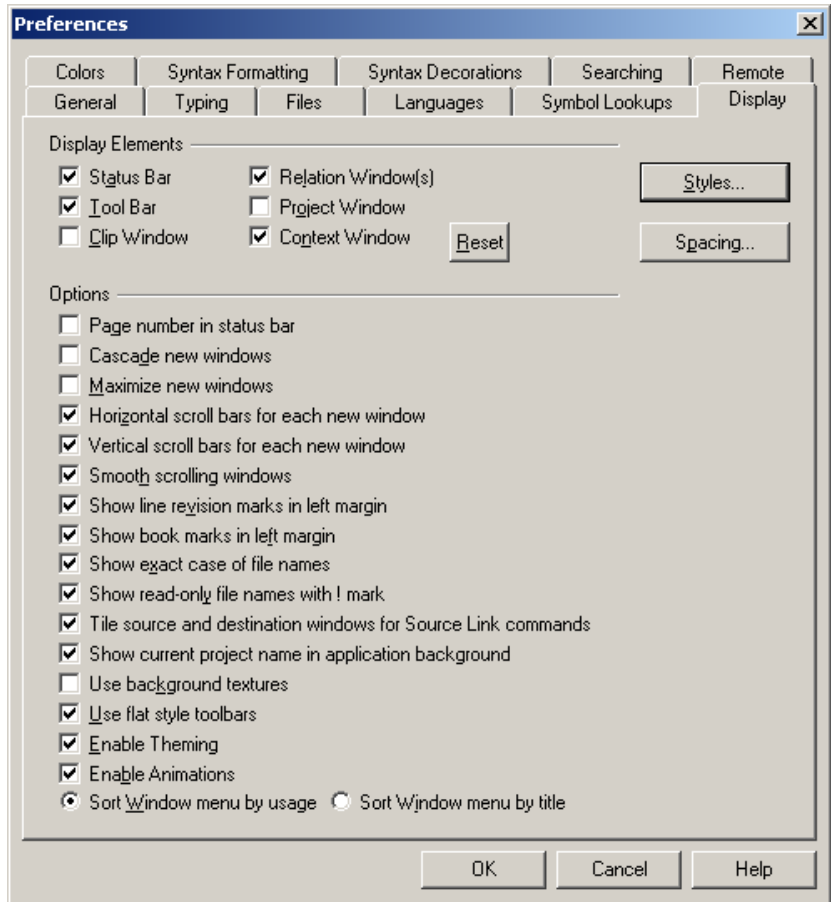 Preferences
Colors Syntax Formatting Syntax Decorations Searching Remote
General Typing Files Languages Symbol Lookups Display
Display Elements
Status Bar Relation Window(s) Styles...
Tool Bar Project Window
Clip Window Context Window Reset Spacing...
Options
Page number in status bar
Cascade new windows
Maximize new windows
Horizontal scroll bars for each new window
Vertical scroll bars for each new window
Smooth scrolling windows
Show line revision marks in left margin
Show book marks in left margin
Show exact case of file names
Show read-only file names with ! mark
Tile source and destination windows for Source Link commands
Show current project name in application background
Use background textures
Use flat style toolbars
Enable Theming
Enable Animations
Sort Window menu by usage Sort Window menu by title
OK Cancel Help